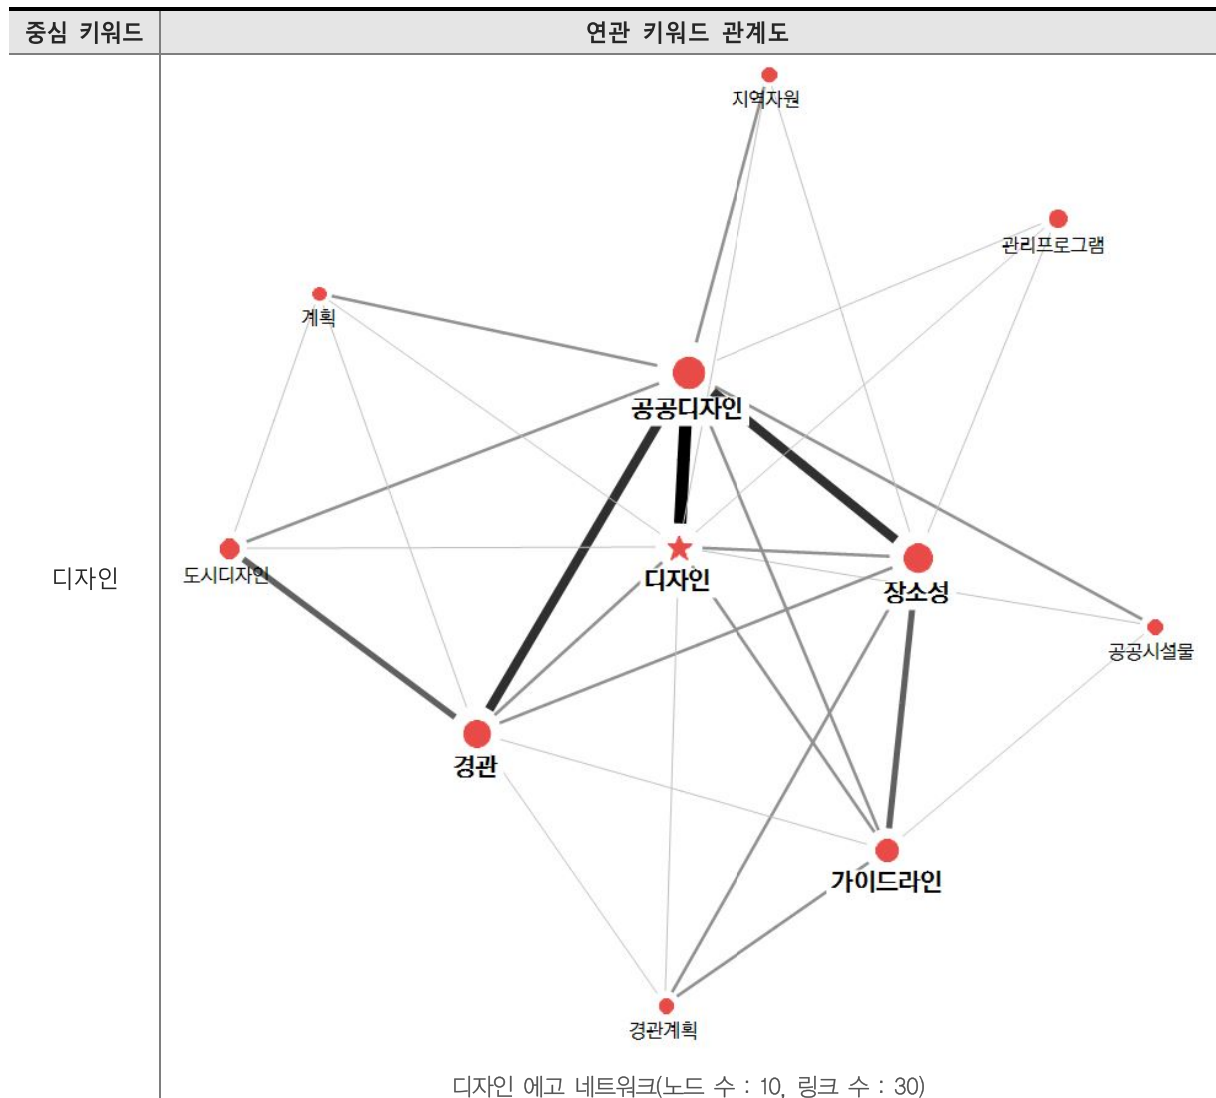 중심 키워드 연관 키워드 관계도
지역자원
관리프로그램
계획
공공디자인
디자인
도시디자인
디자인
장소성
공공시설물
경관
가이드라인
경관계획
디자인 에고 네트워크(노드 수 : 10, 링크 수 : 30)